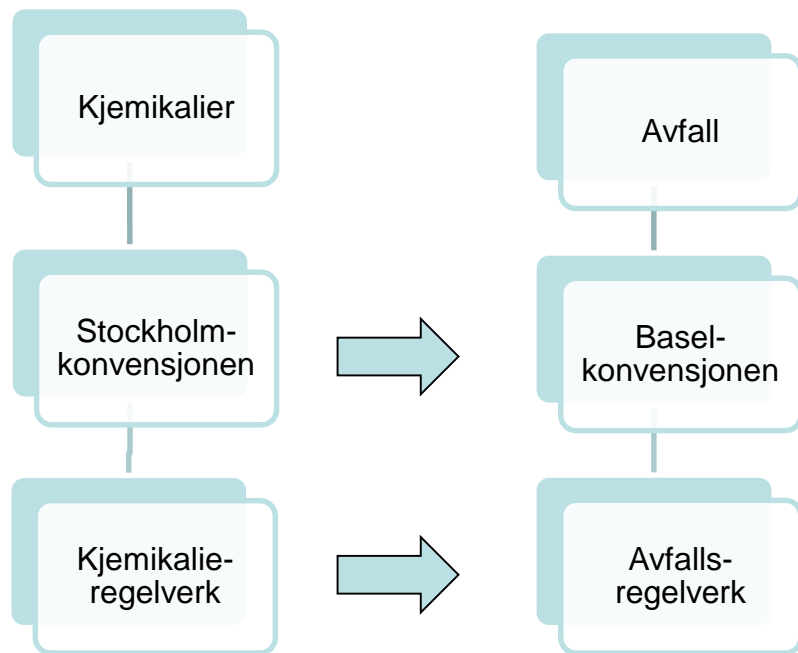 Kjemikalier
Avfall
Stockholm-
konvensjonen
Basel-
konvensjonen
Kjemikalie-
regelverk
Avfalls-
regelverk